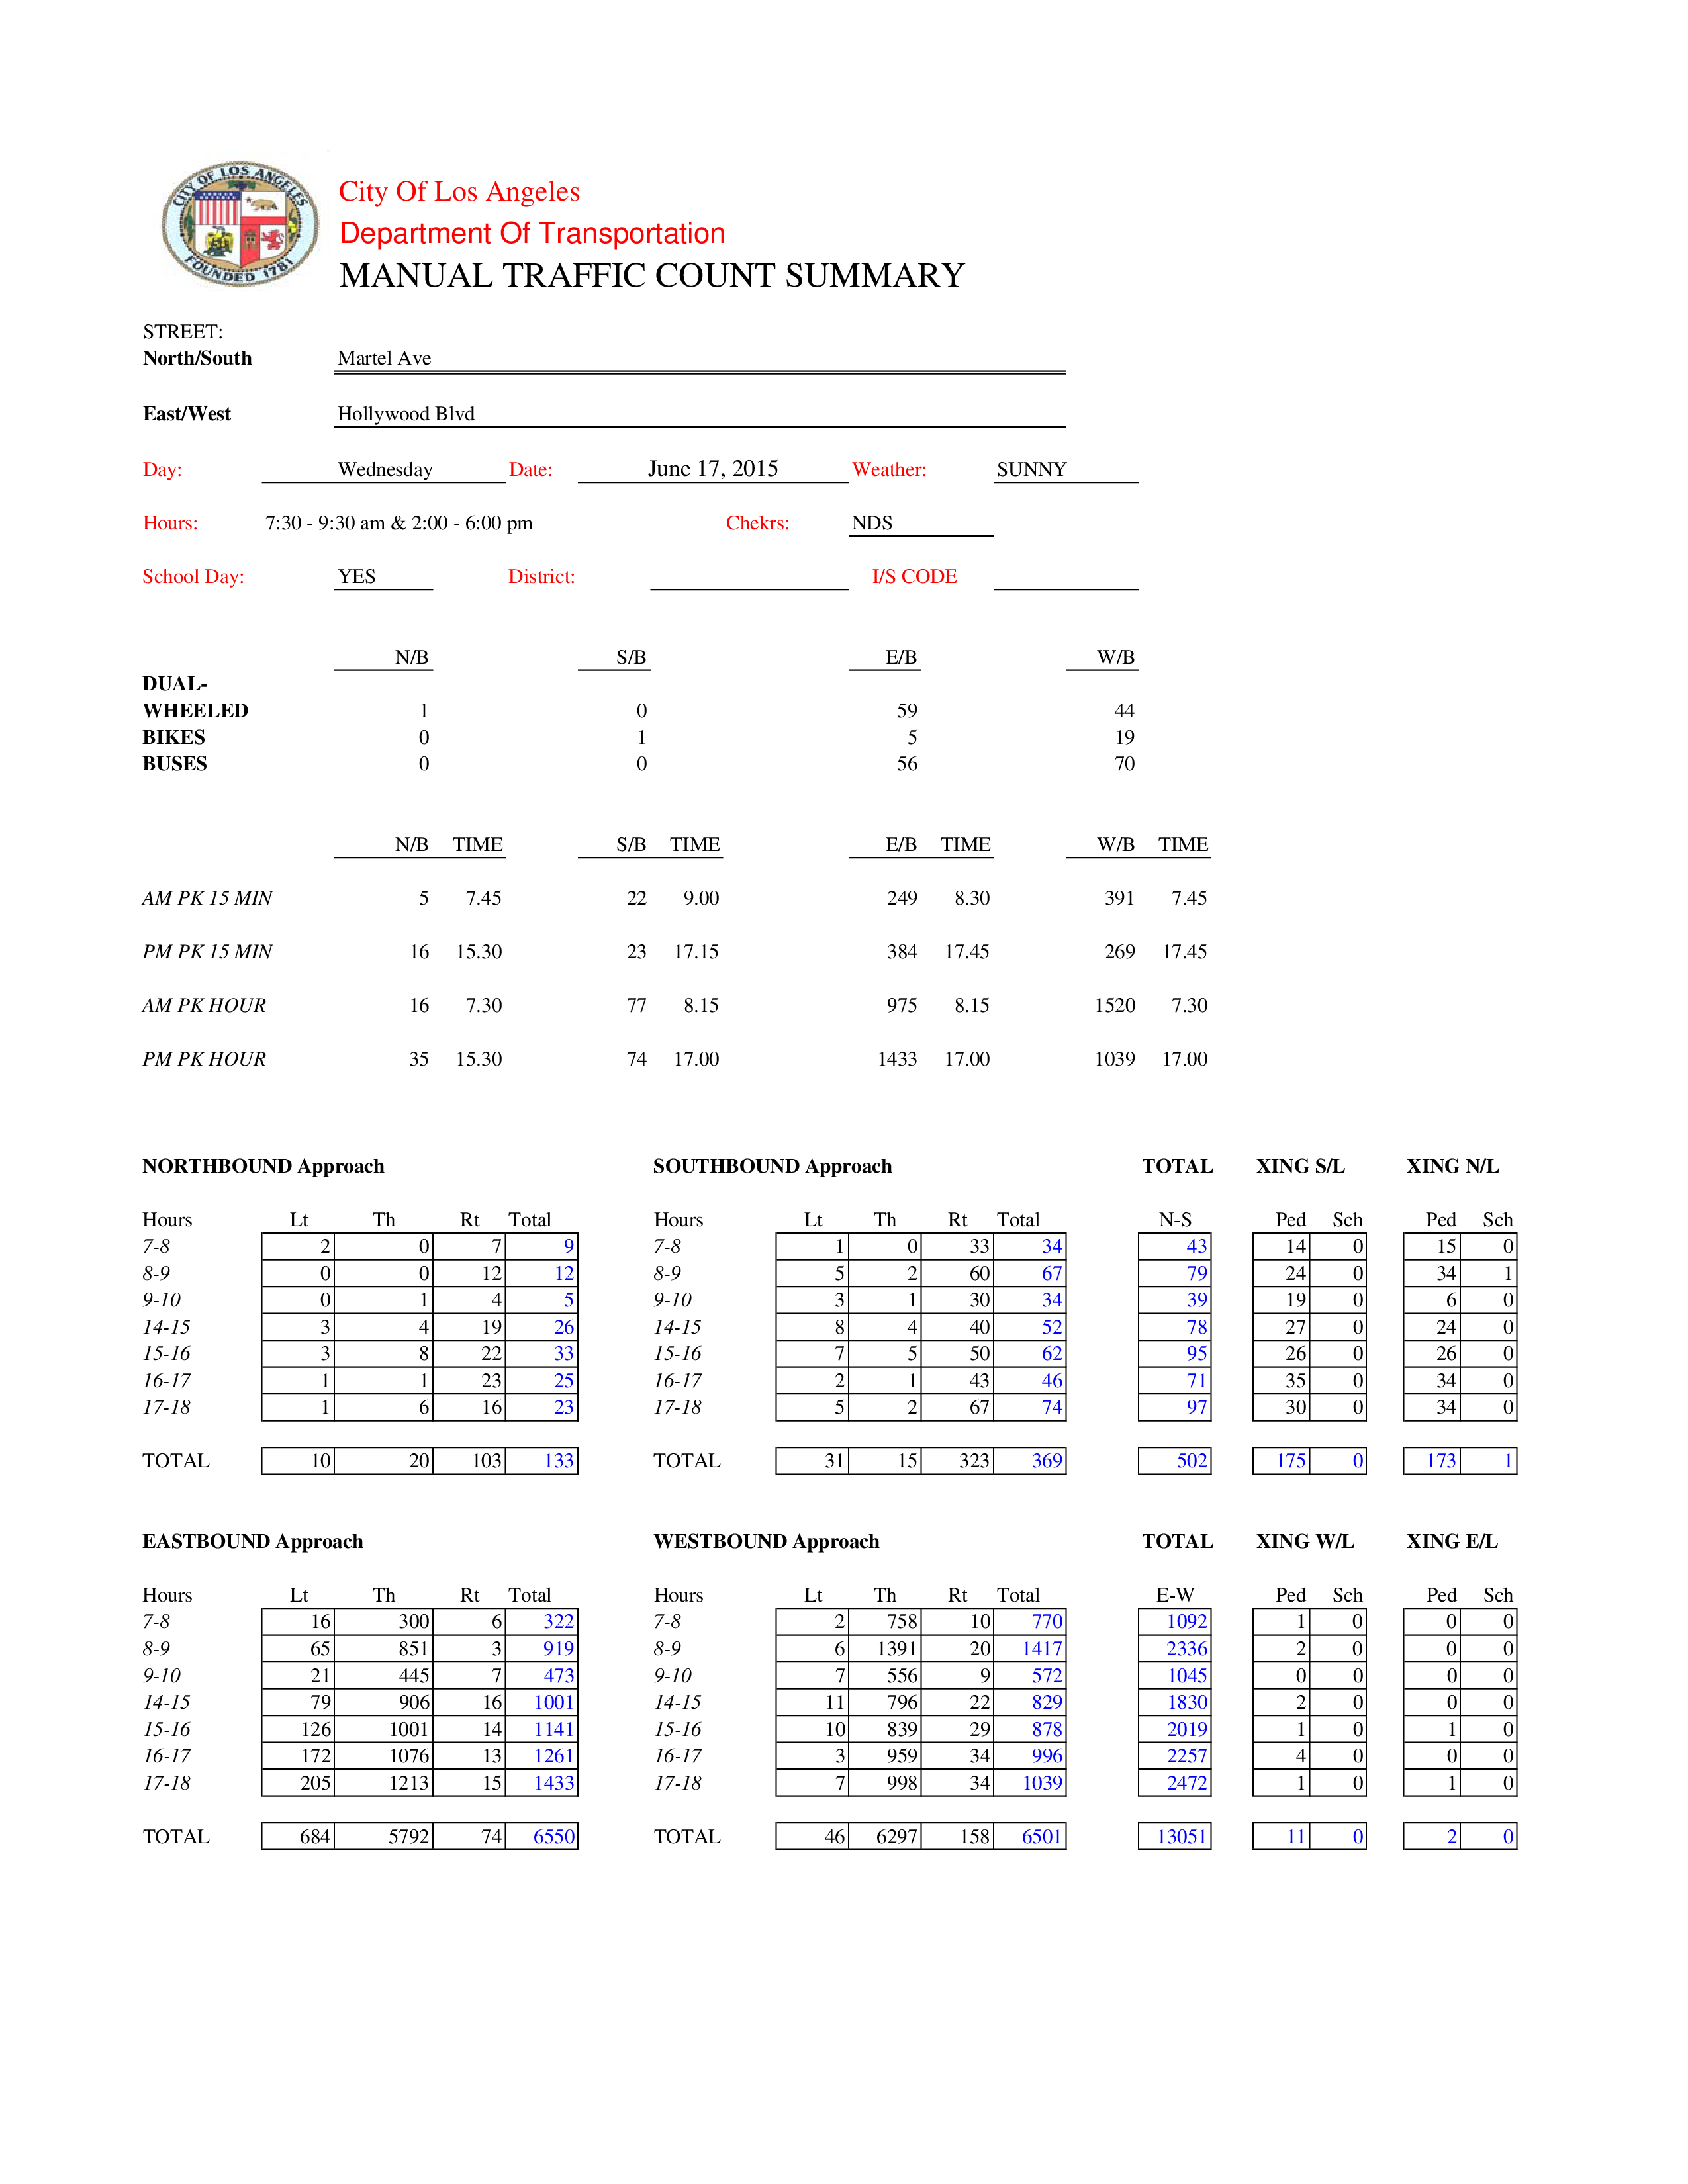 CITY OF LOS ANGELES
FOUNDED 1781
City Of Los Angeles
Department Of Transportation
MANUAL TRAFFIC COUNT SUMMARY
STREET:
North/South Martel Ave
East/West Hollywood Blvd
Day: Wednesday Date: June 17, 2015 Weather: SUNNY
Hours: 7:30 - 9:30 am & 2:00 - 6:00 pm Chekrs: NDS
School Day: YES District: I/S CODE
N/B S/B E/B W/B
DUAL-
WHEELED 1 0 59 44
BIKES 0 1 5 19
BUSES 0 0 56 70
N/B TIME S/B TIME E/B TIME W/B TIME
AM PK 15 MIN 5 7.45 22 9.00 249 8.30 391 7.45
PM PK 15 MIN 16 15.30 23 17.15 384 17.45 269 17.45
AM PK HOUR 16 7.30 77 8.15 975 8.15 1520 7.30
PM PK HOUR 35 15.30 74 17.00 1433 17.00 1039 17.00
NORTHBOUND Approach SOUTHBOUND Approach TOTAL XING S/L XING N/L
Hours Lt Th Rt Total Hours Lt Th Rt Total N-S Ped Sch Ped Sch
7-8 2 0 7 9 7-8 1 0 33 34 43 14 0 15 0
8-9 0 0 12 12 8-9 5 2 60 67 79 24 0 34 1
9-10 0 1 4 5 9-10 3 1 30 34 39 19 0 6 0
14-15 3 4 19 26 14-15 8 4 40 52 78 27 0 24 0
15-16 3 8 22 33 15-16 7 5 50 62 95 26 0 26 0
16-17 1 1 23 25 16-17 2 1 43 46 71 35 0 34 0
17-18 1 6 16 23 17-18 5 2 67 74 97 30 0 34 0
TOTAL 10 20 103 133 TOTAL 31 15 323 369 502 175 0 173 1
EASTBOUND Approach WESTBOUND Approach TOTAL XING W/L XING E/L
Hours Lt Th Rt Total Hours Lt Th Rt Total E-W Ped Sch Ped Sch
7-8 16 300 6 322 7-8 2 758 10 770 1092 1 0 0 0
8-9 65 851 3 919 8-9 6 1391 20 1417 2336 2 0 0 0
9-10 21 445 7 473 9-10 7 556 9 572 1045 0 0 0 0
14-15 79 906 16 1001 14-15 11 796 22 829 1830 2 0 0 0
15-16 126 1001 14 1141 15-16 10 839 29 878 2019 1 0 1 0
16-17 172 1076 13 1261 16-17 3 959 34 996 2257 4 0 0 0
17-18 205 1213 15 1433 17-18 7 998 34 1039 2472 1 0 1 0
TOTAL 684 5792 74 6550 TOTAL 46 6297 158 6501 13051 11 0 2 0